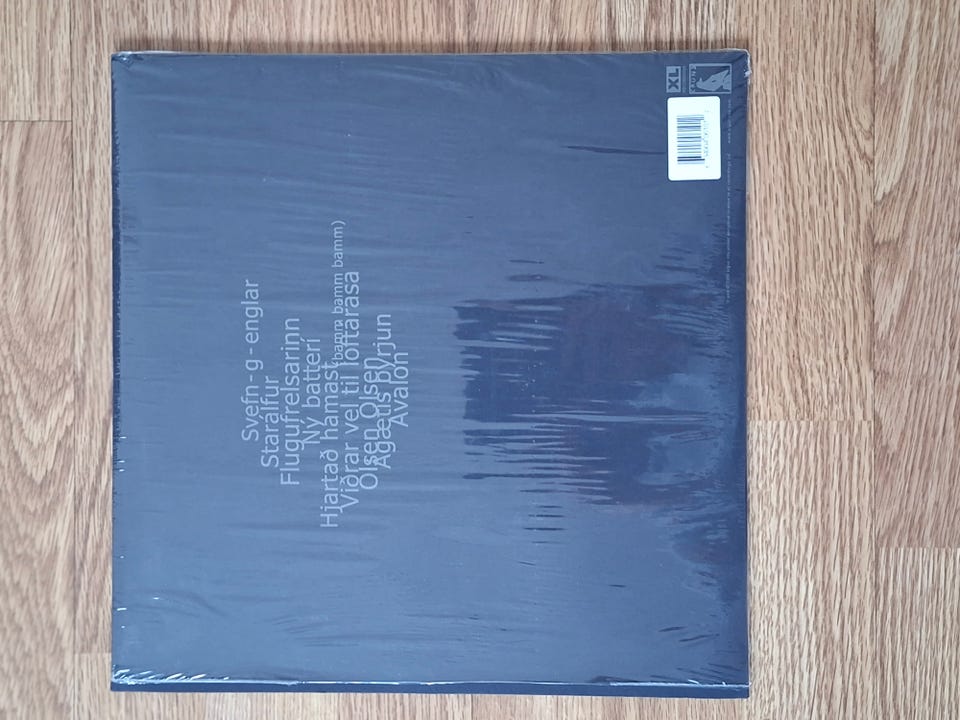 Svefn-g-englar
Starálfur
Flugufrelsarinn
Ný batterí
Hjartað hamast (bamm bamm bamm)
Viðrar vel til loftárása
Olsen Olsen
Ágætis byrjun
Avalon
XL
KRÚNK